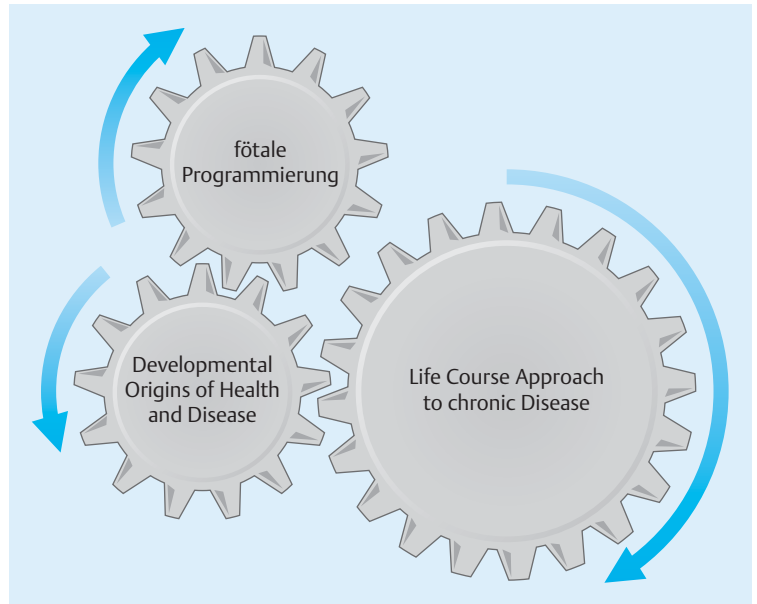 fötale
Programmierung
Developmental
Origins of Health
and Disease
Life Course Approach
to chronic Disease